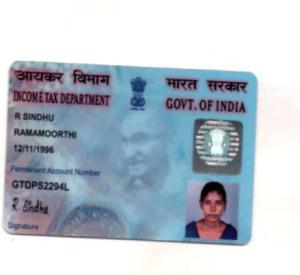 आयकर विभाग भारत सरकार
INCOME TAX DEPARTMENT GOVT. OF INDIA
R SINDHU
RAMAMOORTHI
12/11/1996
Permanent Account Number
GTDPS2294L
R. Sindhu
Signature